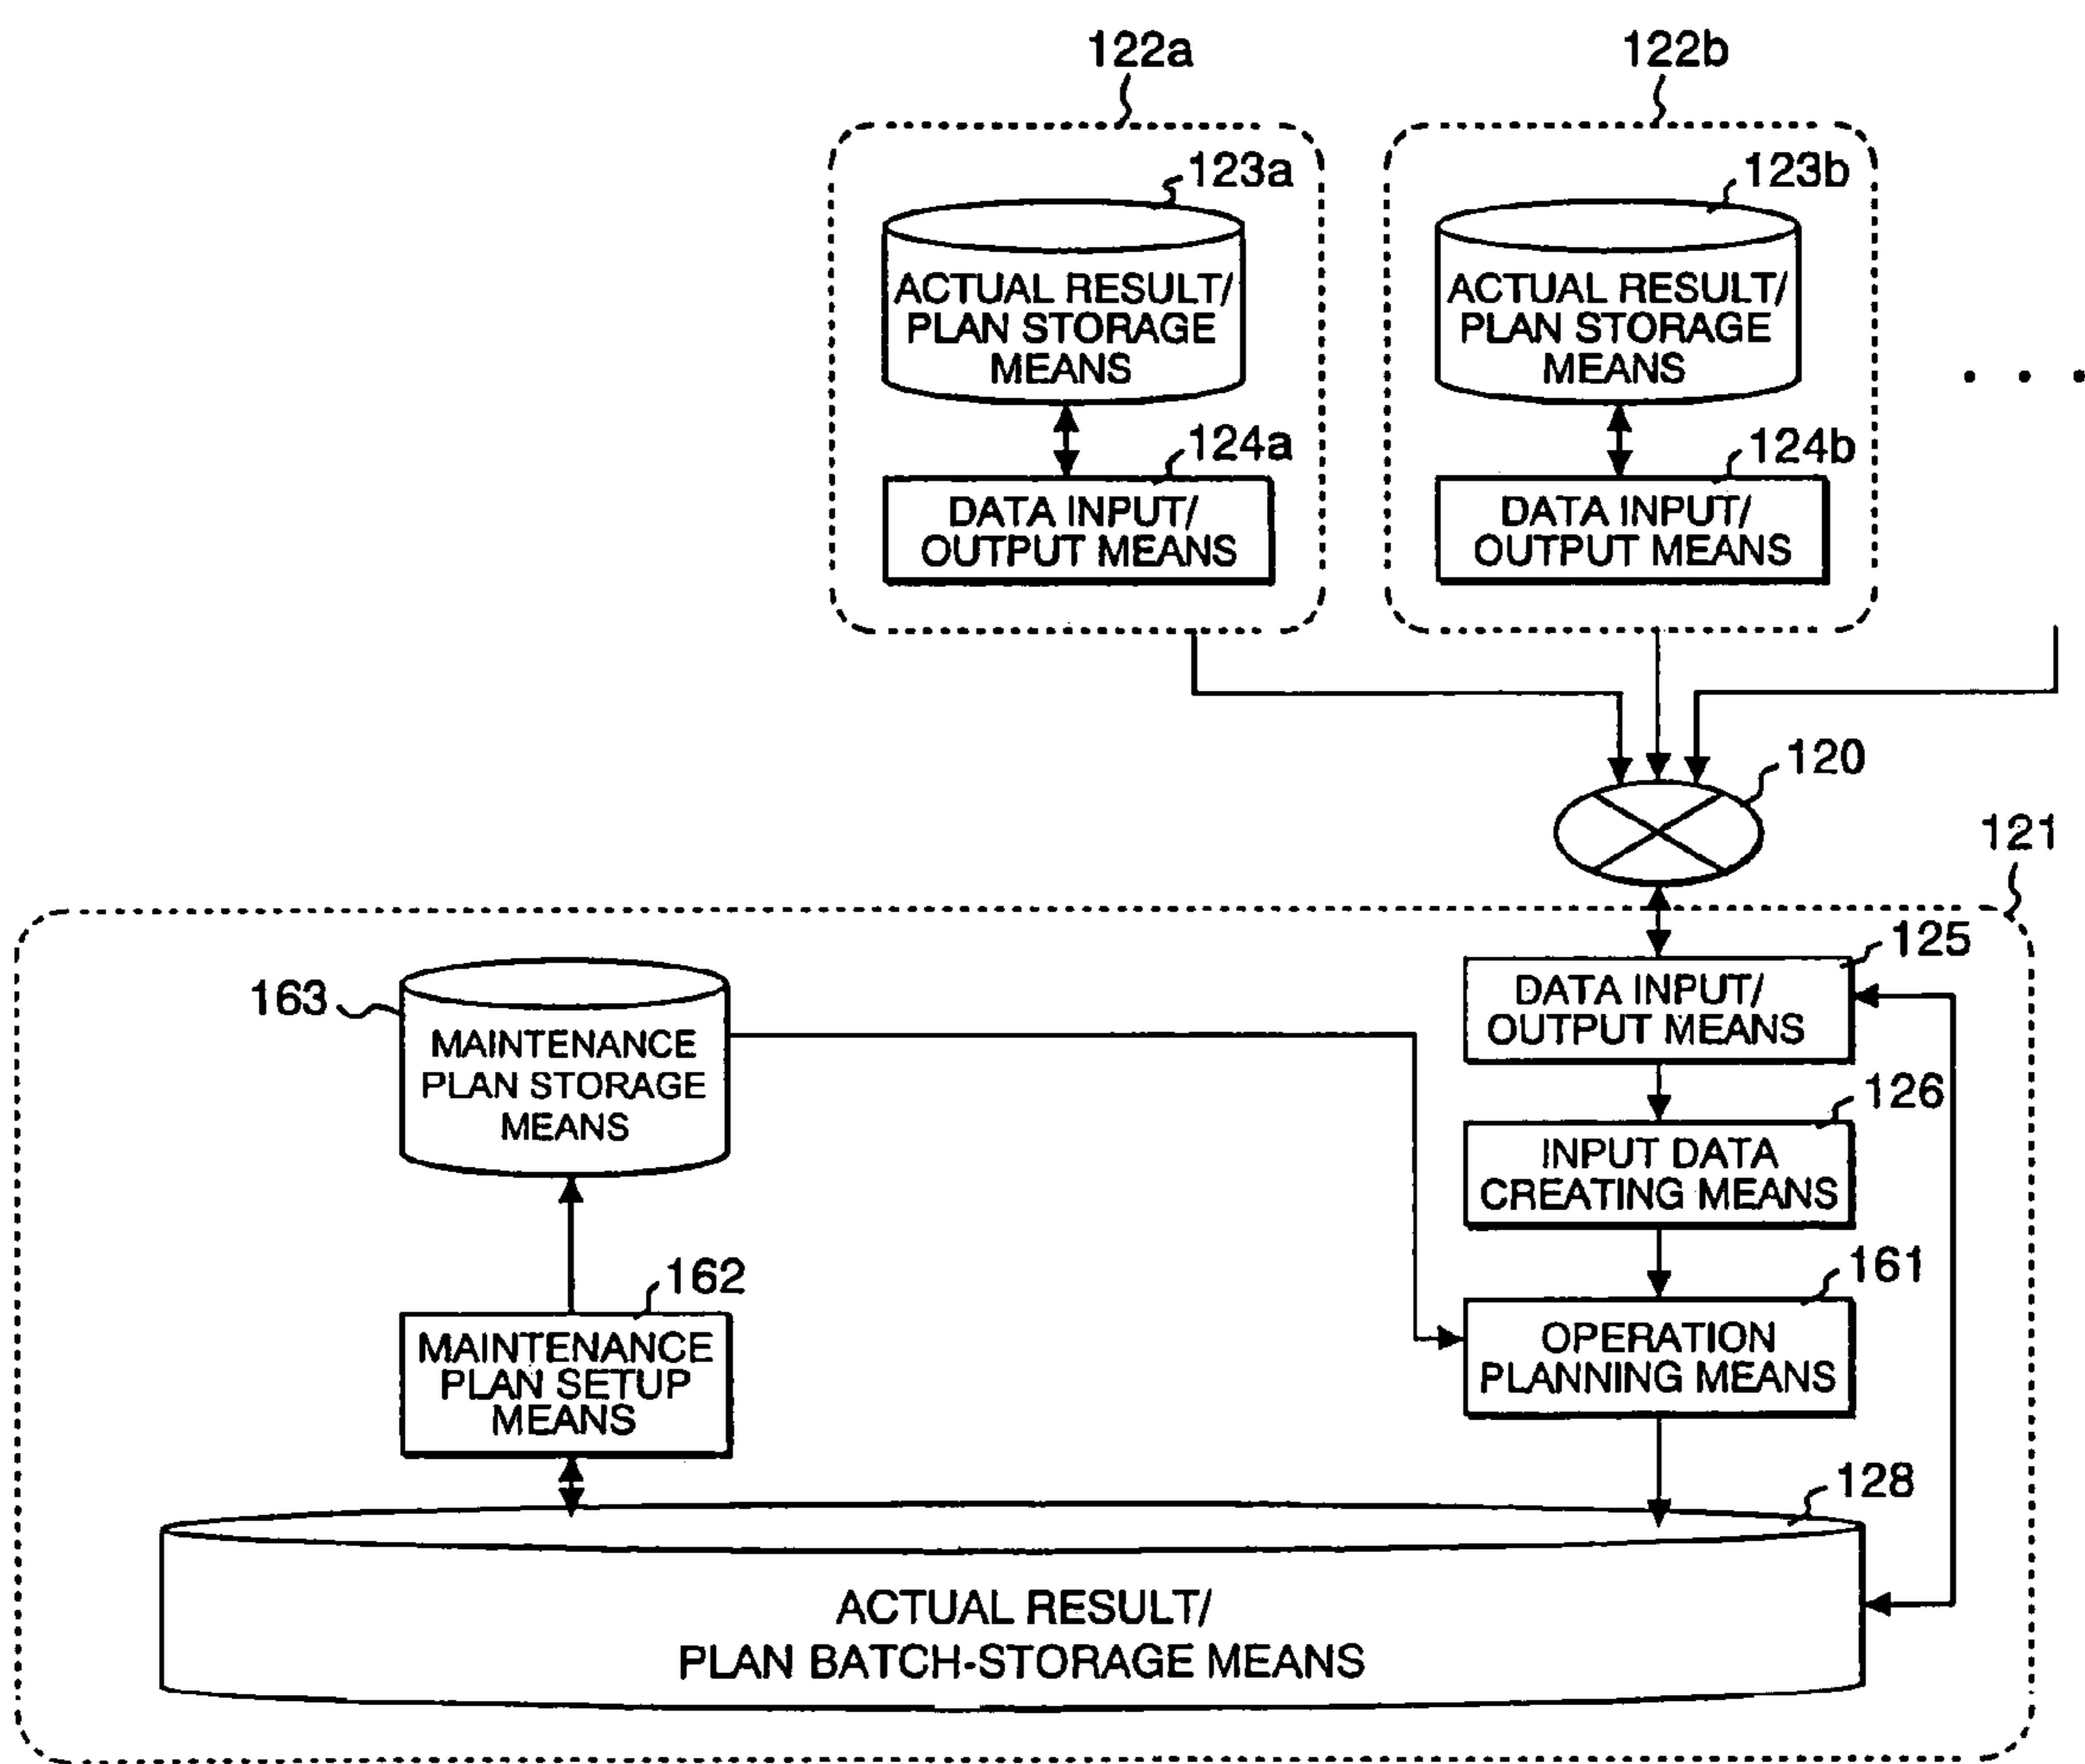 122a
122b
123a
123b
ACTUAL RESULT/
PLAN STORAGE
MEANS
ACTUAL RESULT/
PLAN STORAGE
MEANS
. . .
124a
124b
DATA INPUT/
OUTPUT MEANS
DATA INPUT/
OUTPUT MEANS
120
121
125
163
DATA INPUT/
OUTPUT MEANS
MAINTENANCE
PLAN STORAGE
MEANS
126
INPUT DATA
CREATING MEANS
162
161
MAINTENANCE
PLAN SETUP
MEANS
OPERATION
PLANNING MEANS
128
ACTUAL RESULT/
PLAN BATCH-STORAGE MEANS